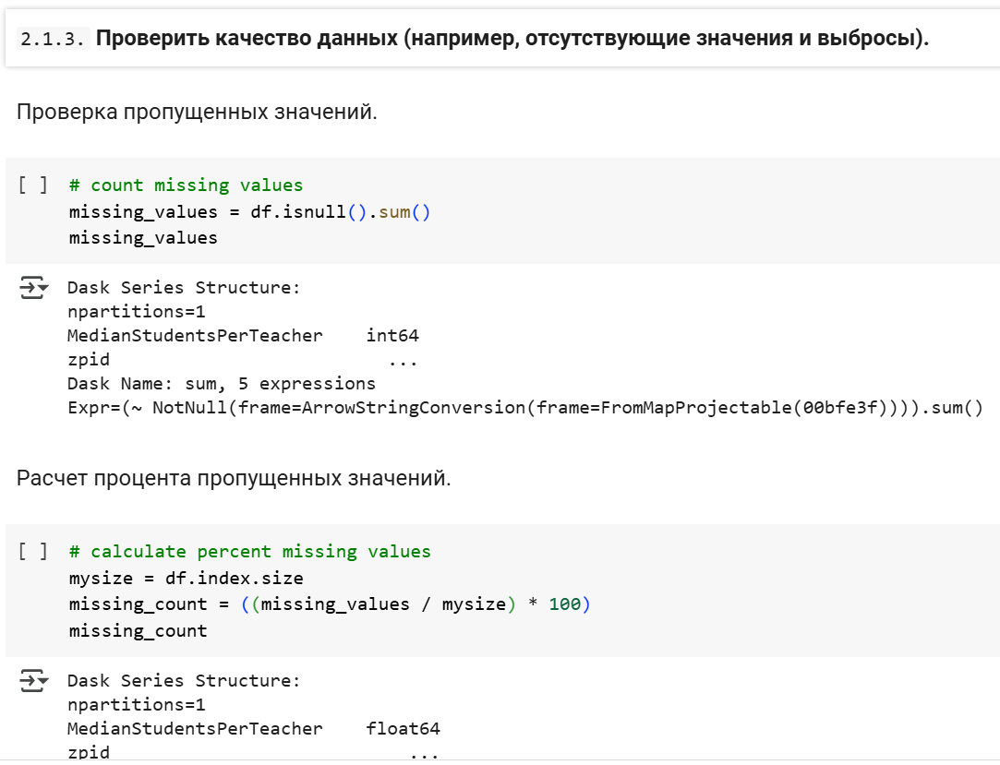 2.1.3. Проверить качество данных (например, отсутствующие значения и выбросы).
Проверка пропущенных значений.
[ ] # count missing values
missing_values = df.isnull().sum()
missing_values
Dask Series Structure:
npartitions=1
MedianStudentsPerTeacher    int64
zpid                          ...
Dask Name: sum, 5 expressions
Expr=(~ NotNull(frame=ArrowStringConversion(frame=FromMapProjectable(00bfe3f)))).sum()
Расчет процента пропущенных значений.
[ ] # calculate percent missing values
mysize = df.index.size
missing_count = ((missing_values / mysize) * 100)
missing_count
Dask Series Structure:
npartitions=1
MedianStudentsPerTeacher    float64
zpid                            ...